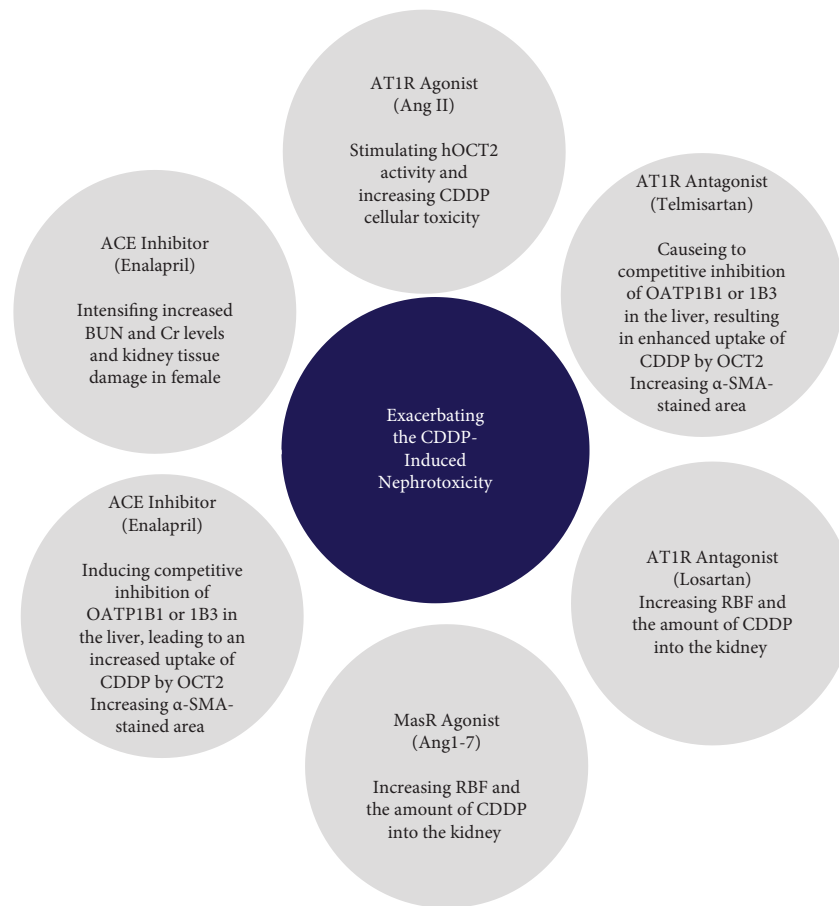 AT1R Agonist
(Ang II)
Stimulating hOCT2
activity and
increasing CDDP
cellular toxicity
AT1R Antagonist
(Telmisartan)
Causeing to
competitive inhibition
of OATP1B1 or 1B3
in the liver, resulting
in enhanced uptake of
CDDP by OCT2
Increasing α-SMA-
stained area
AT1R Antagonist
(Losartan)
Increasing RBF and
the amount of CDDP
into the kidney
MasR Agonist
(Ang1-7)
Increasing RBF and
the amount of CDDP
into the kidney
ACE Inhibitor
(Enalapril)
Inducing competitive
inhibition of
OATP1B1 or 1B3 in
the liver, leading to an
increased uptake of
CDDP by OCT2
Increasing α-SMA-
stained area
ACE Inhibitor
(Enalapril)
Intensifing increased
BUN and Cr levels
and kidney tissue
damage in female
Exacerbating
the CDDP-
Induced
Nephrotoxicity